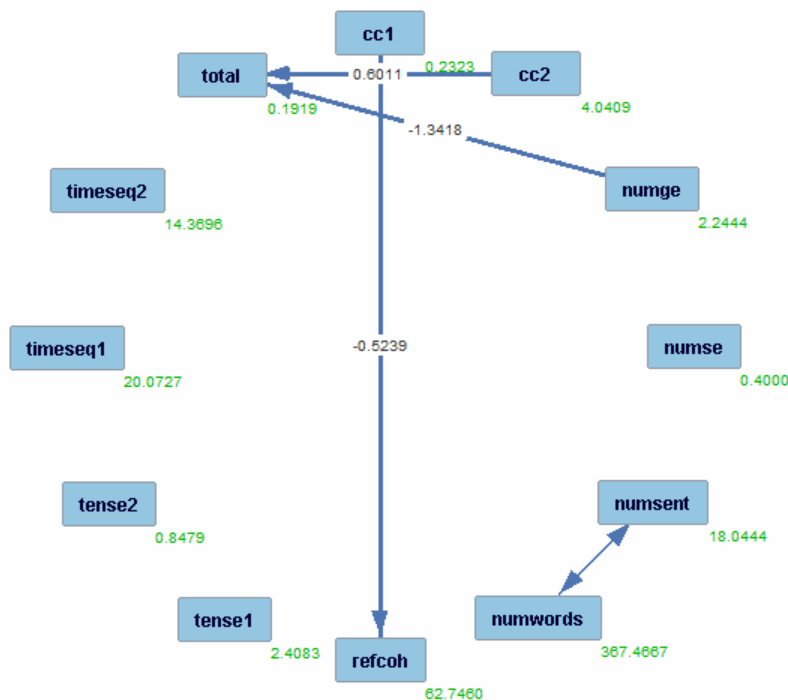 cc1
0.2323
total
0.1919
0.6011
cc2
4.0409
-1.3418
timeseq2
14.3696
numge
2.2444
timeseq1
20.0727
-0.5239
numse
0.4000
tense2
0.8479
numsent
18.0444
tense1
2.4083
numwords
367.4667
refcoh
62.7460